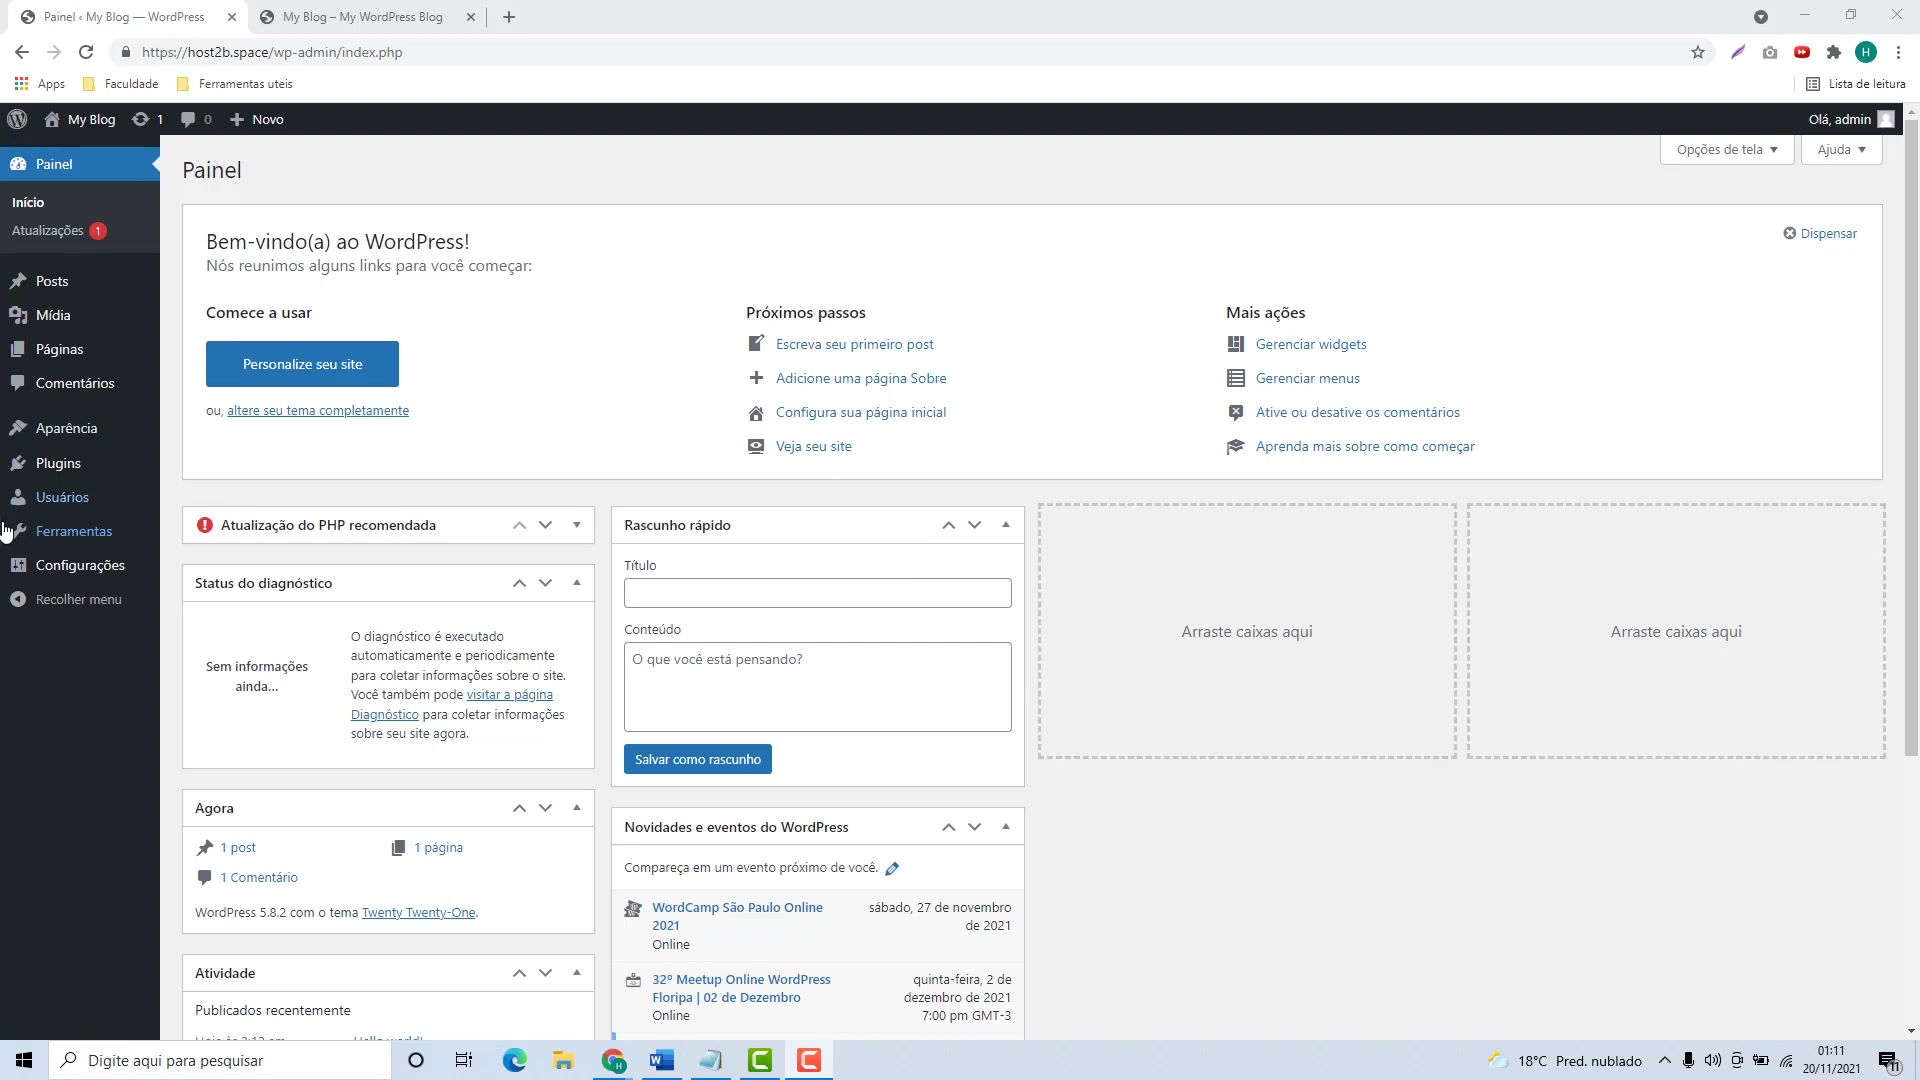 Painel ‹ My Blog — WordPress
My Blog – My WordPress Blog
https://host2b.space/wp-admin/index.php
H
Apps
Faculdade
Ferramentas uteis
Lista de leitura
My Blog
1
0
Novo
Olá, admin
Painel
Início
Atualizações 1
Posts
Mídia
Páginas
Comentários
Aparência
Plugins
Usuários
Ferramentas
Configurações
Recolher menu
Painel
Opções de tela
Ajuda
Bem-vindo(a) ao WordPress!
Nós reunimos alguns links para você começar:
Dispensar
Comece a usar
Personalize seu site
ou, altere seu tema completamente
Próximos passos
Escreva seu primeiro post
Adicione uma página Sobre
Configura sua página inicial
Veja seu site
Mais ações
Gerenciar widgets
Gerenciar menus
Ative ou desative os comentários
Aprenda mais sobre como começar
Atualização do PHP recomendada
Status do diagnóstico
Sem informações
ainda...
O diagnóstico é executado
automaticamente e periodicamente
para coletar informações sobre o site.
Você também pode visitar a página
Diagnóstico para coletar informações
sobre seu site agora.
Agora
1 post
1 página
1 Comentário
WordPress 5.8.2 com o tema Twenty Twenty-One.
Atividade
Publicados recentemente
Rascunho rápido
Título
Conteúdo
O que você está pensando?
Salvar como rascunho
Novidades e eventos do WordPress
Compareça em um evento próximo de você.
WordCamp São Paulo Online
2021
Online
sábado, 27 de novembro
de 2021
32º Meetup Online WordPress
Floripa | 02 de Dezembro
Online
quinta-feira, 2 de
dezembro de 2021
7:00 pm GMT-3
Arraste caixas aqui
Arraste caixas aqui
Digite aqui para pesquisar
18°C Pred. nublado
01:11
20/11/2021
11